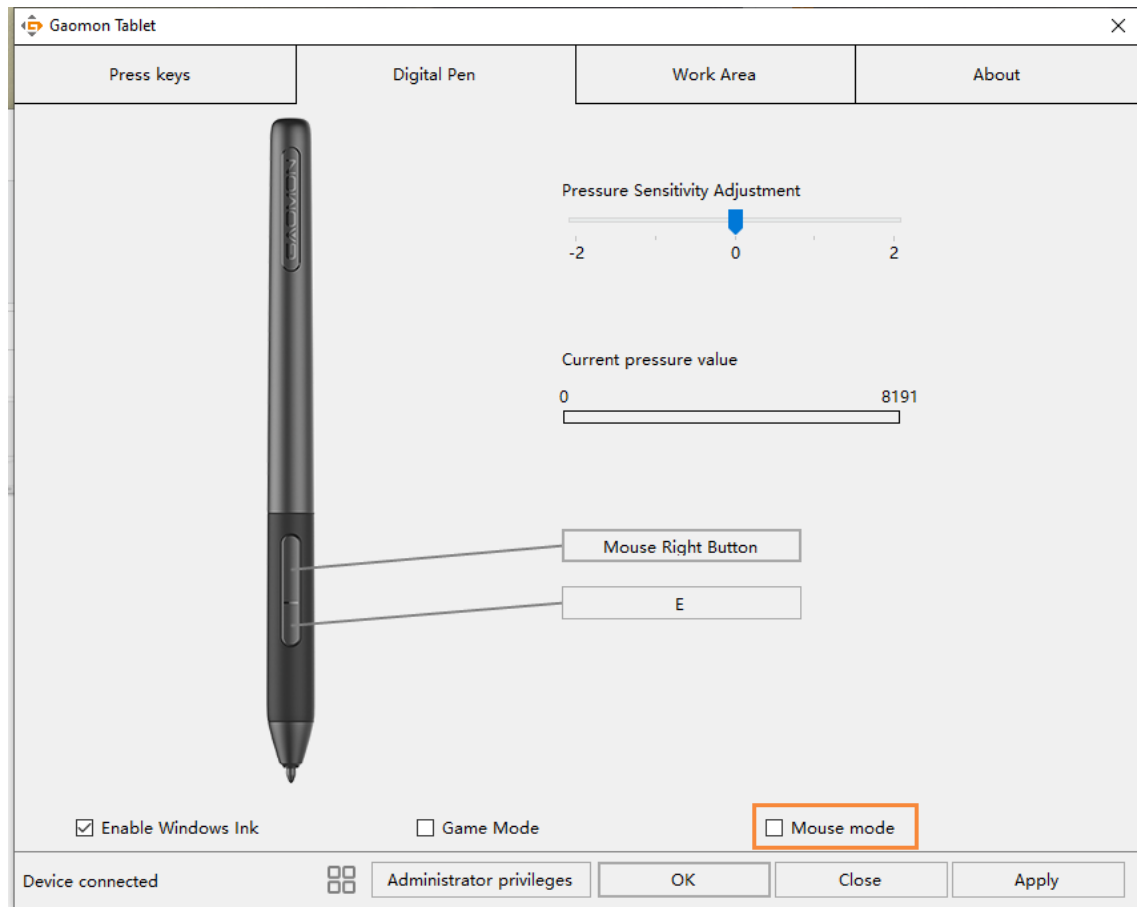 Gaomon Tablet
Press keys
Digital Pen
Work Area
About
GAOMON
Pressure Sensitivity Adjustment
-2
0
2
Current pressure value
0
8191
Mouse Right Button
E
Enable Windows Ink
Game Mode
Mouse mode
Device connected
Administrator privileges
OK
Close
Apply